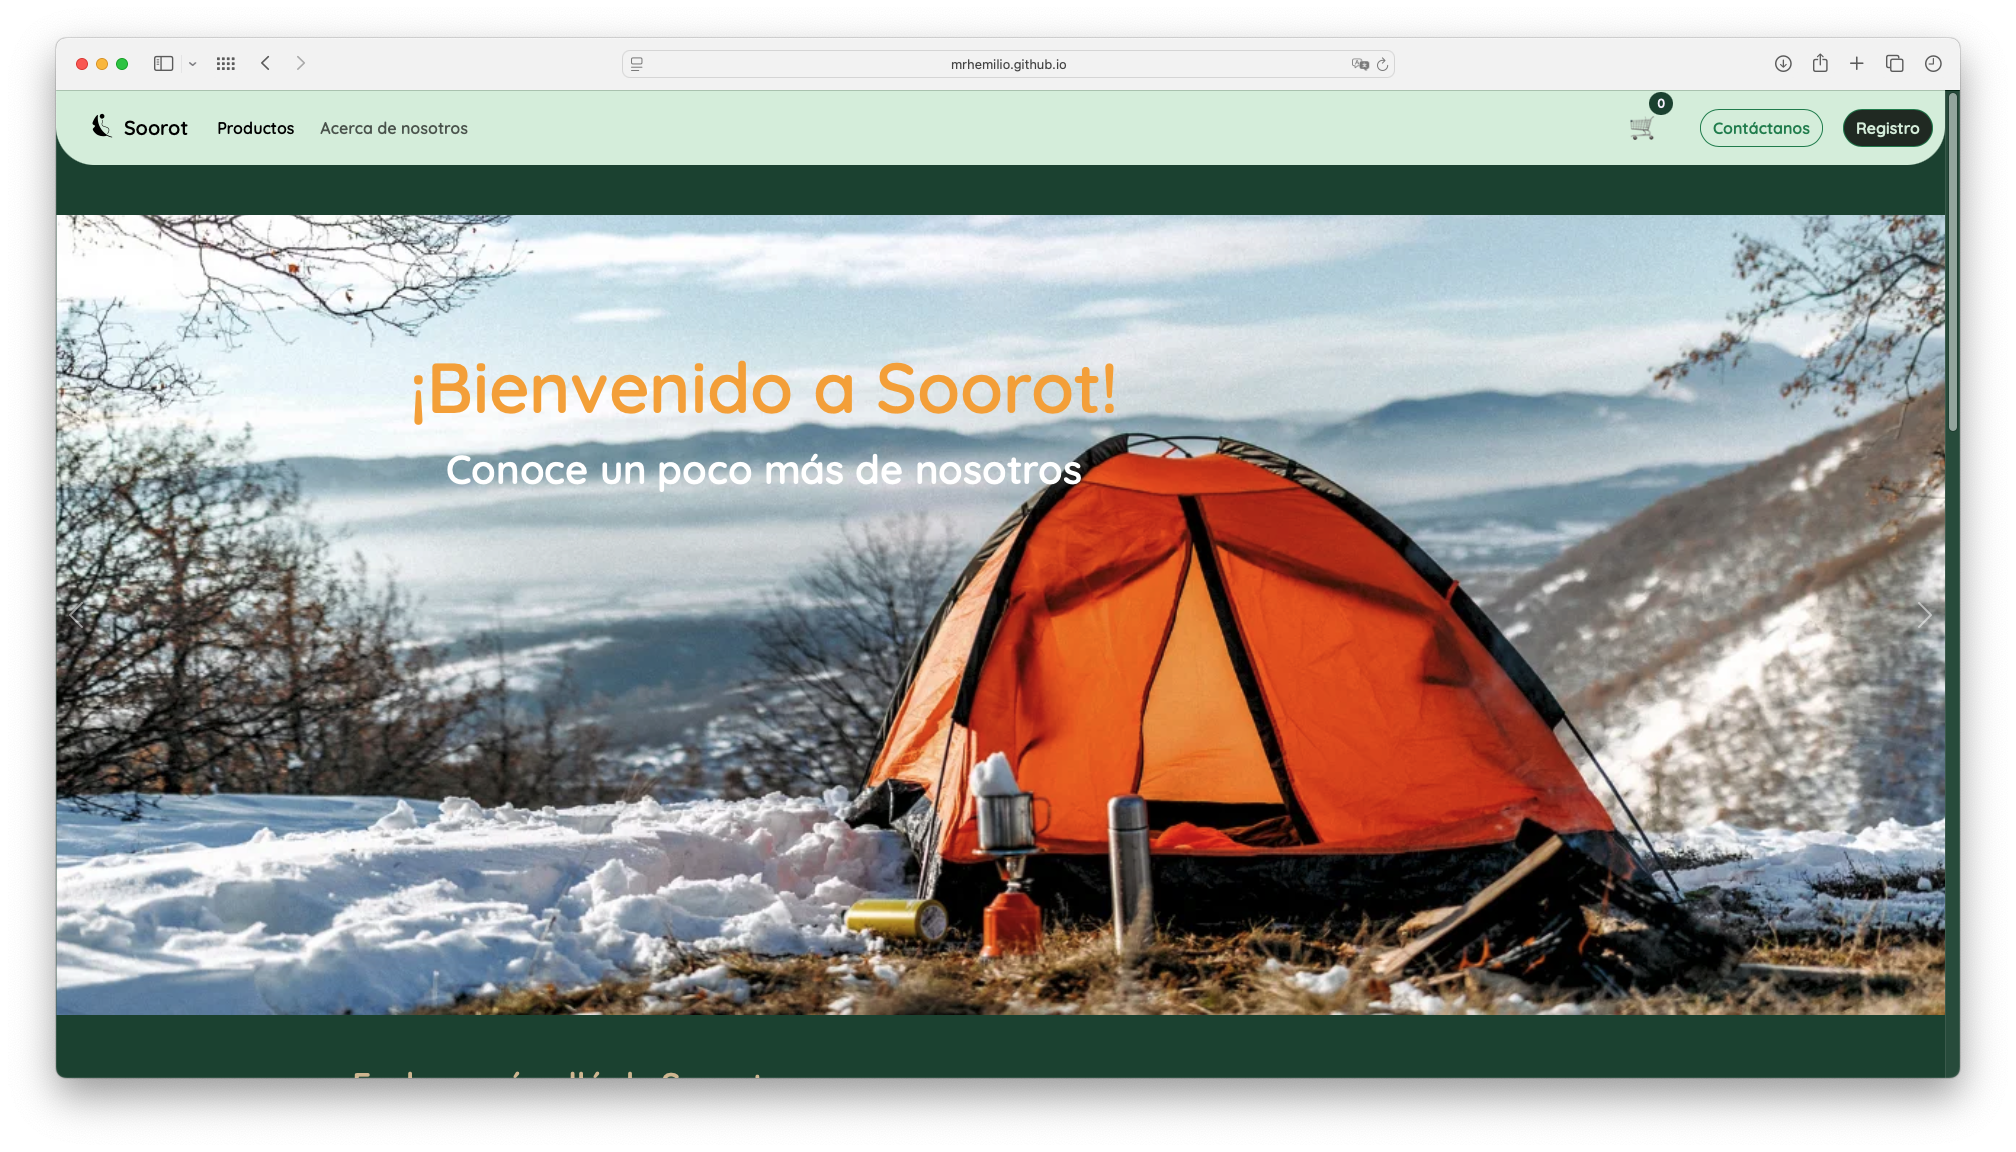 mrhemilio.github.io
Soorot
Productos
Acerca de nosotros
0
Contáctanos
Registro
¡Bienvenido a Soorot!
Conoce un poco más de nosotros